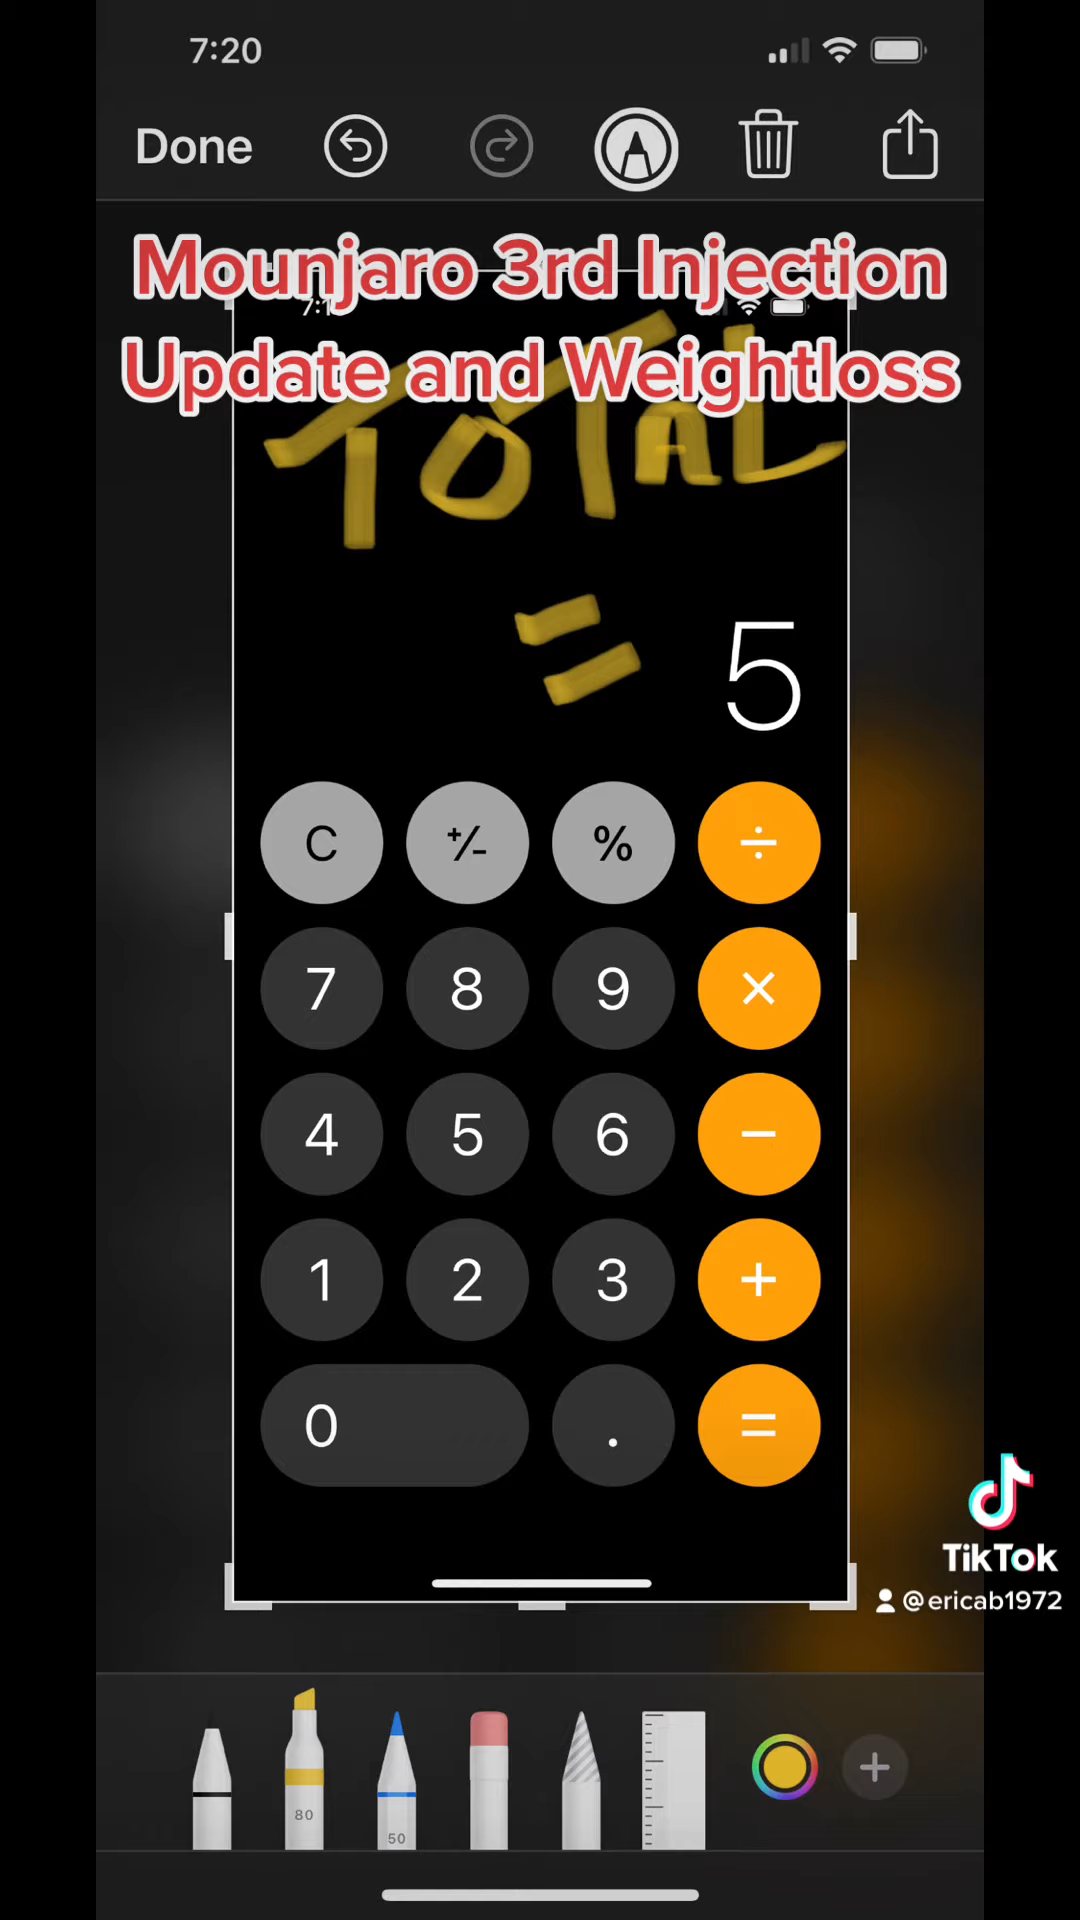 7:20
Done
Mounjaro 3rd Injection
Update and Weightloss
TOTAL
= 5
C +/- % ÷
7 8 9 ×
4 5 6 −
1 2 3 +
0 . =
TikTok
@ericab1972
80
50